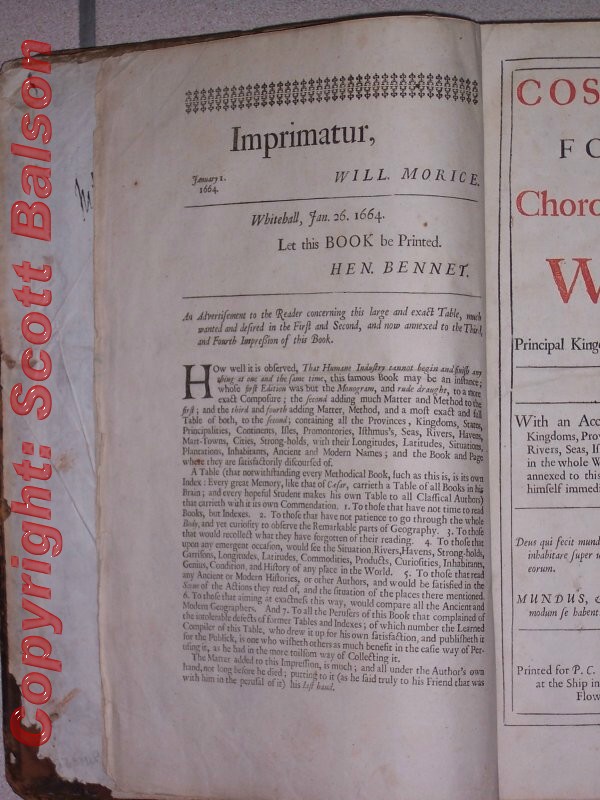 Copyright: Scott Balson
Imprimatur,
January 1.
1664.
WILL. MORICE.
Whitehall, Jan. 26. 1664.
Let this BOOK be Printed.
HEN. BENNET.
An Advertisement to the Reader concerning this large and exact Table, much
wanted and desired in the First and Second, and now annexed to the Third,
and Fourth Impression of this Book.
HOw well it is observed, That Humane Industry cannot begin and finish any
thing at one and the same time, this famous Book may be an instance;
whose first Edition was but the Monogram, and rude draught, to a more
exact Composure; the second adding much Matter and Method to the
first; and the third and fourth adding Matter, Method, and a most exact and full
Table of both, to the second; containing all the Provinces, Kingdoms, States,
Principalities, Continents, Isles, Promontories, Isthmus's, Seas, Rivers, Havens,
Mart-Towns, Cities, Strong-holds, with their Longitudes, Latitudes, Situations,
Plantations, Inhabitants, Ancient and Modern Names; and the Book and Page
where they are satisfactorily discoursed of.
A Table (that notwithstanding every Methodical Book, such as this is, is its own
Index: Every great Memory, like that of Cæsar, carrieth a Table of all Books in his
Brain; and every hopeful Student makes his own Table to all Classical Authors)
that carrieth with it its own Commendation. 1. To those that have not time to read
Books, but Indexes. 2. To those that have not patience to go through the whole
Body, and yet curiosity to observe the Remarkable parts of Geography. 3. To those
that would recollect what they have forgotten of their reading. 4. To those that
upon any emergent occasion, would see the Situation, Rivers, Havens, Strong-holds,
Garrisons, Longitudes, Latitudes, Commodities, Products, Curiosities, Inhabitants,
Genius, Condition, and History of any place in the World. 5. To those that read
any Ancient or Modern Histories, or other Authors, and would be satisfied in the
of the Actions they read of, and the situation of the places there mentioned.
6. To those that aiming at exactness this way, would compare all the Ancient and
Modern Geographers. And 7. To all the Perusers of this Book that complained of
the intolerable defects of former Tables and Indexes; of which number the Learned
Compiler of this Table, who drew it up for his own satisfaction, and publisheth it
for the Publick, is one who wisheth others as much benefit in the easie way of Per-
using it, as he had in the more toilsom way of Collecting it.
The Matter added to this Impression, is much; and all under the Author's own
hand, not long before he died; putting to it (as he said truly to his Friend that was
with him in the perusal of it) his last hand.
COS
FO
Choro
W
Principal King
With an Acc
Kingdoms, Prov
Rivers, Seas, Isl
in the whole W
annexed to this
himself immedi
Deus qui fecit mund
inhabitare super u
eorum.
MUNDUS, &
modum se habent
Printed for P. C.
at the Ship in
Flow